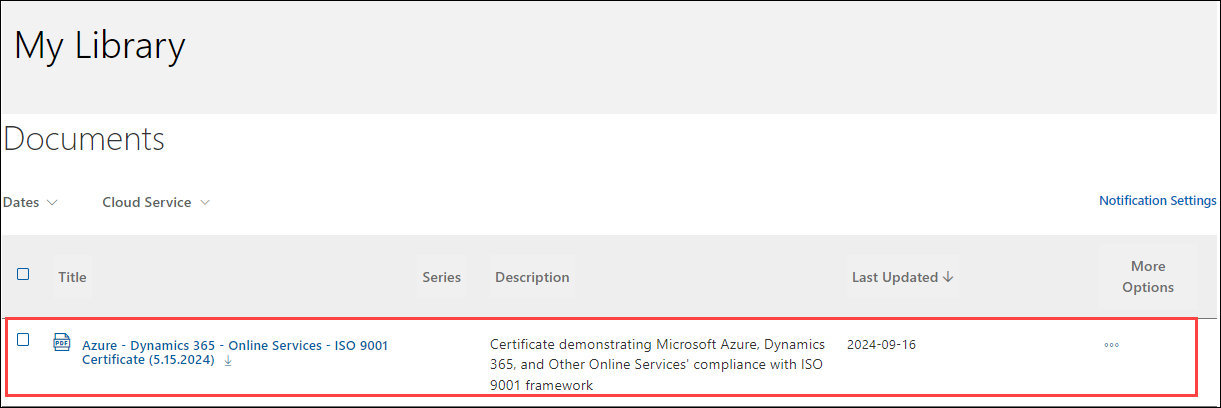 My Library
Documents
Dates
Cloud Service
Notification Settings
Title
Series
Description
Last Updated
More
Options
PDF
Azure - Dynamics 365 - Online Services - ISO 9001
Certificate (5.15.2024)
Certificate demonstrating Microsoft Azure, Dynamics
365, and Other Online Services' compliance with ISO
9001 framework
2024-09-16